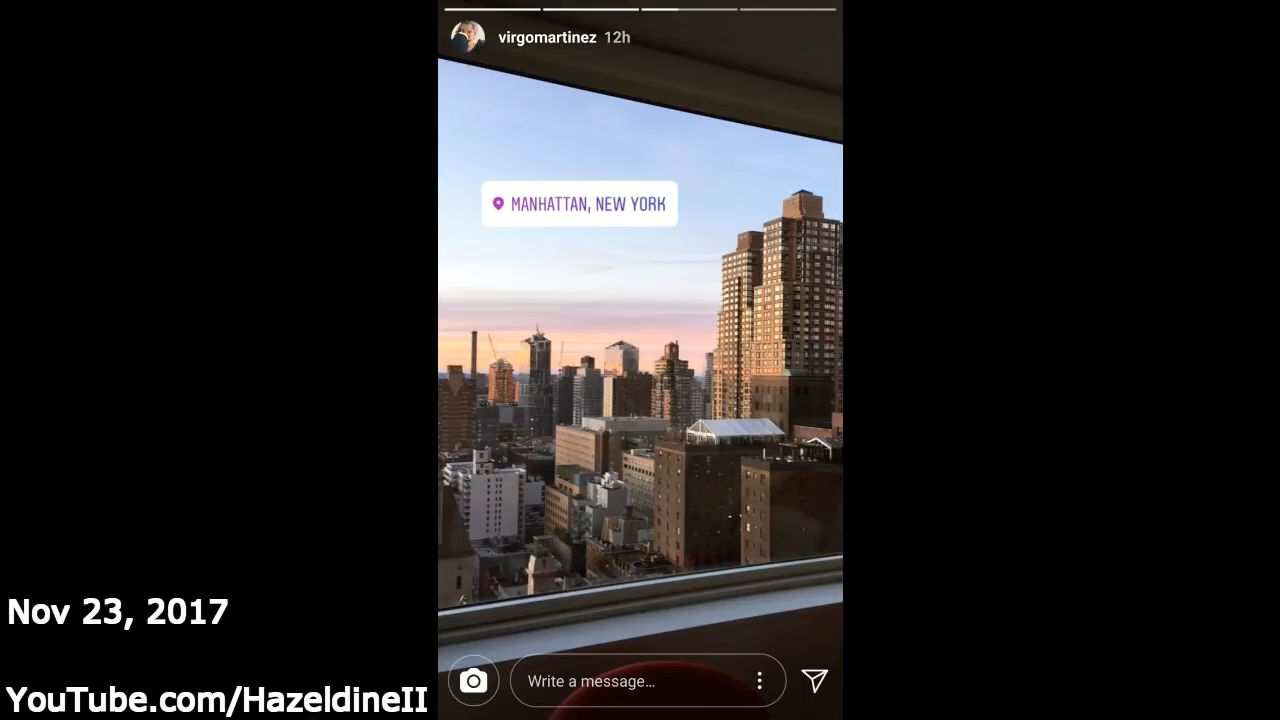 virgomartinez 12h
MANHATTAN, NEW YORK
Nov 23, 2017
Write a message...
YouTube.com/HazeldineII